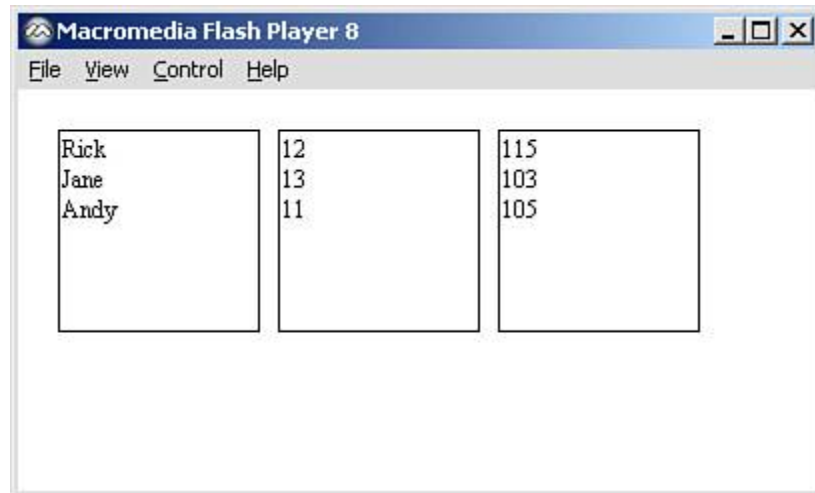 Macromedia Flash Player 8
File View Control Help
Rick 12 115
Jane 13 103
Andy 11 105